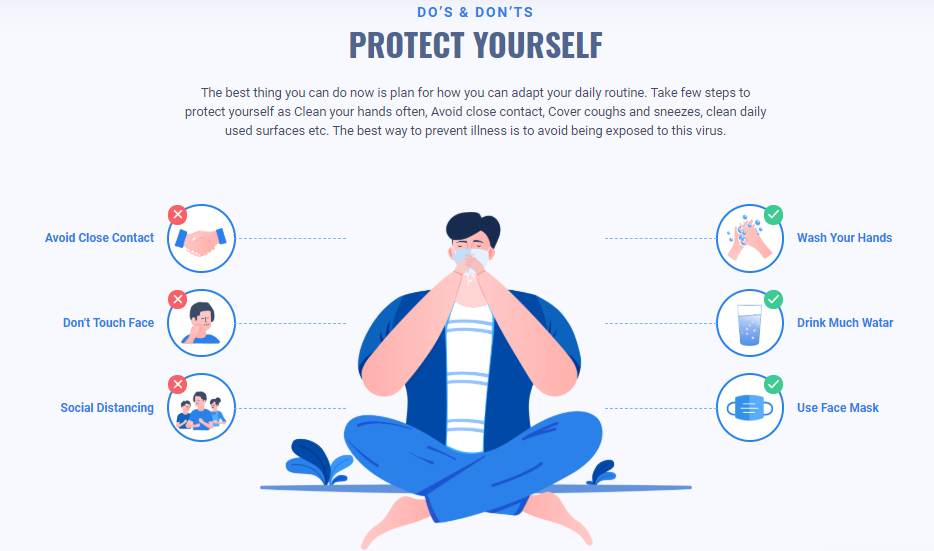 DO'S & DON'TS
PROTECT YOURSELF
The best thing you can do now is plan for how you can adapt your daily routine. Take few steps to
protect yourself as Clean your hands often, Avoid close contact, Cover coughs and sneezes, clean daily
used surfaces etc. The best way to prevent illness is to avoid being exposed to this virus.
Avoid Close Contact
Don't Touch Face
Social Distancing
Wash Your Hands
Drink Much Watar
Use Face Mask